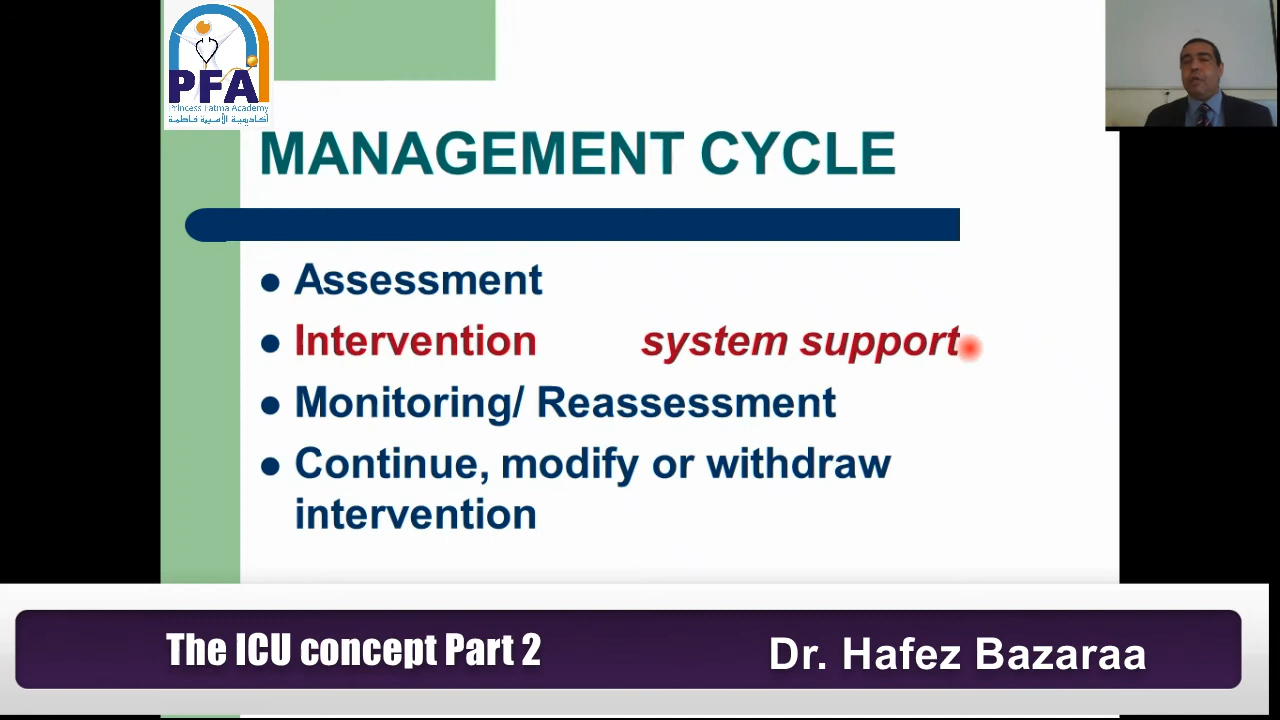 PFA
Princess Fatma Academy
أكاديمية الأميرة فاطمة
MANAGEMENT CYCLE
Assessment
Intervention system support
Monitoring/ Reassessment
Continue, modify or withdraw
intervention
The ICU concept Part 2
Dr. Hafez Bazaraa